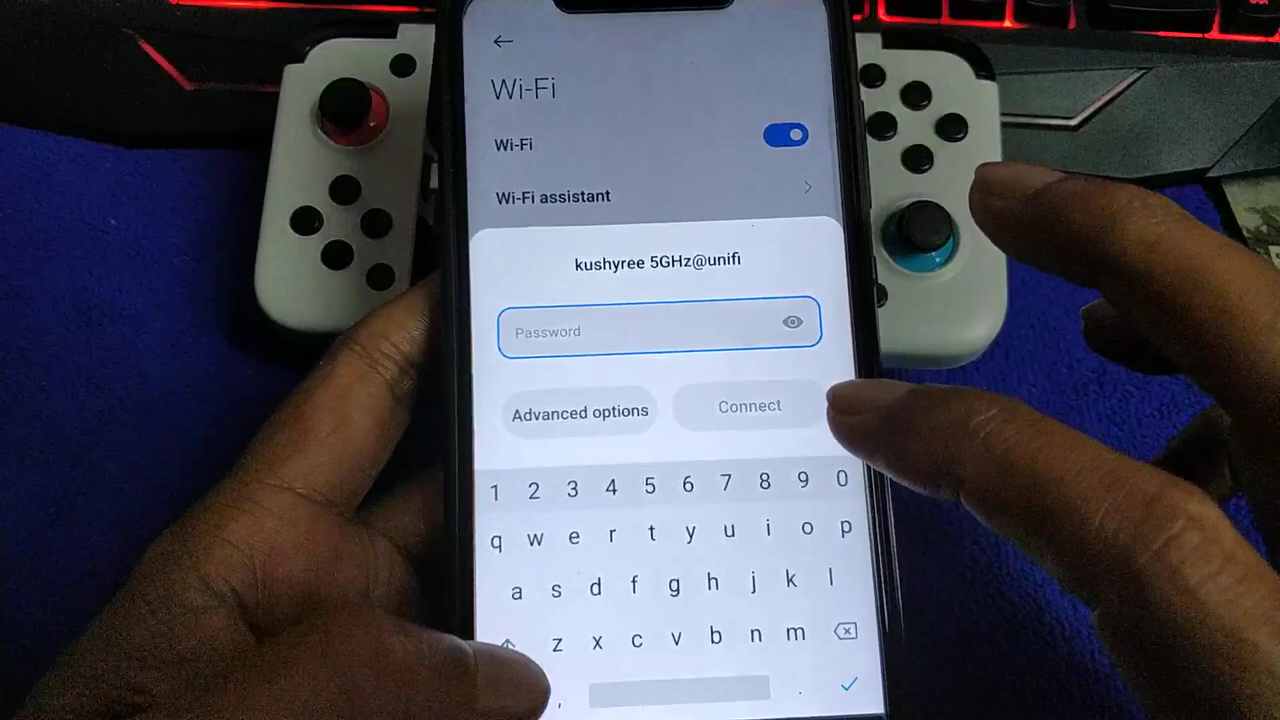 Wi-Fi
Wi-Fi
Wi-Fi assistant
kushyree 5GHz@unifi
Password
Advanced options
Connect
1 2 3 4 5 6 7 8 9 0
q w e r t y u i o p
a s d f g h j k l
z x c v b n m
, .